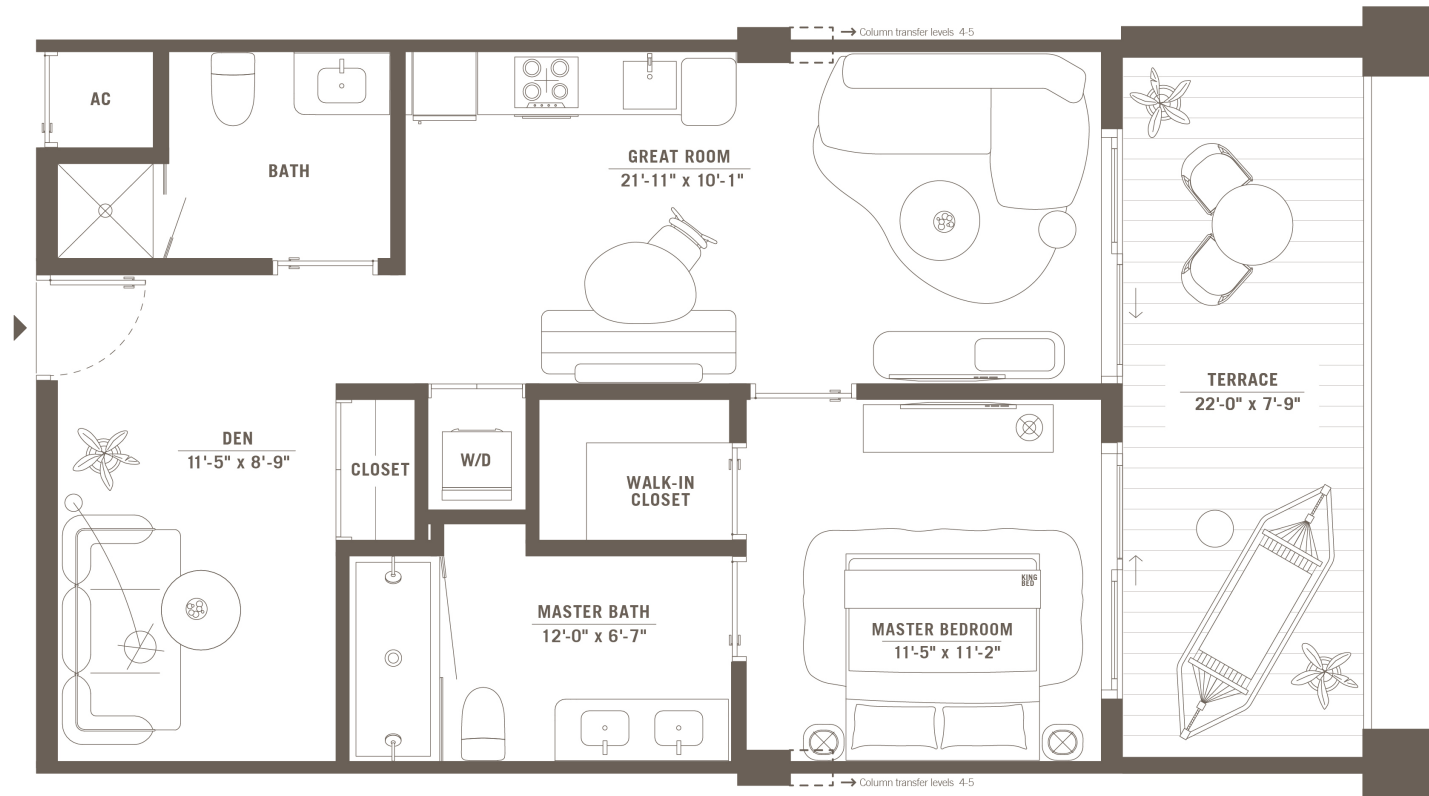 Column transfer levels 4-5
AC
BATH
GREAT ROOM
21'-11" x 10'-1"
TERRACE
22'-0" x 7'-9"
DEN
11'-5" x 8'-9"
CLOSET
W/D
WALK-IN
CLOSET
KING
BED
MASTER BATH
12'-0" x 6'-7"
MASTER BEDROOM
11'-5" x 11'-2"
Column transfer levels 4-5